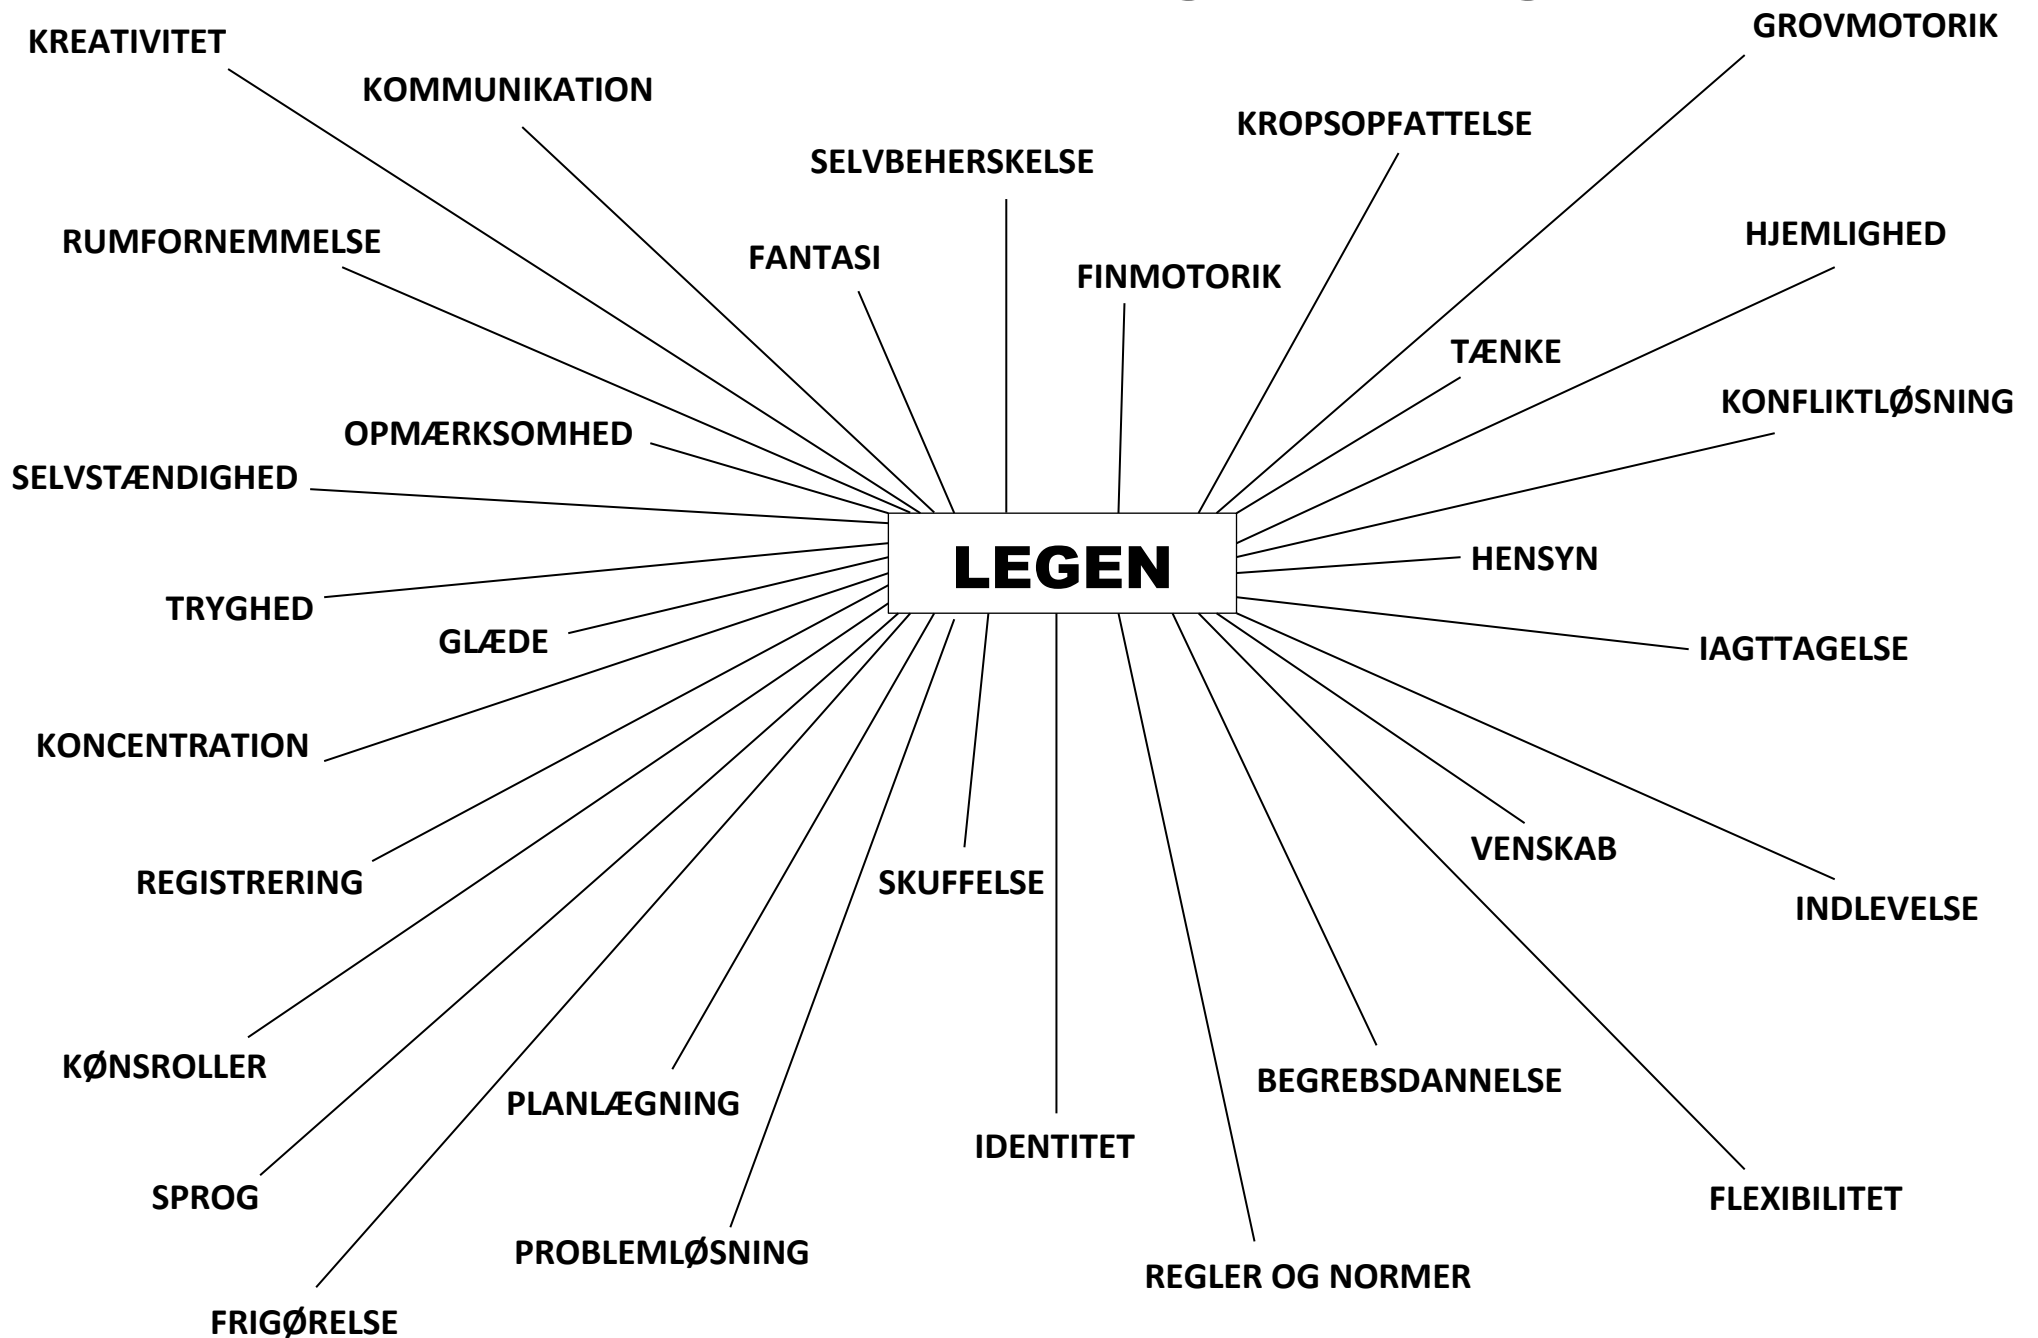 GROVMOTORIK
KREATIVITET
KOMMUNIKATION
KROPSOPFATTELSE
SELVBEHERSKELSE
HJEMLIGHED
RUMFORNEMMELSE
FANTASI
FINMOTORIK
TÆNKE
KONFLIKTLØSNING
OPMÆRKSOMHED
SELVSTÆNDIGHED
LEGEN
HENSYN
TRYGHED
GLÆDE
IAGTTAGELSE
KONCENTRATION
VENSKAB
REGISTRERING
SKUFFELSE
INDLEVELSE
KØNSROLLER
BEGREBSDANNELSE
PLANLÆGNING
IDENTITET
SPROG
FLEXIBILITET
PROBLEMLØSNING
REGLER OG NORMER
FRIGØRELSE